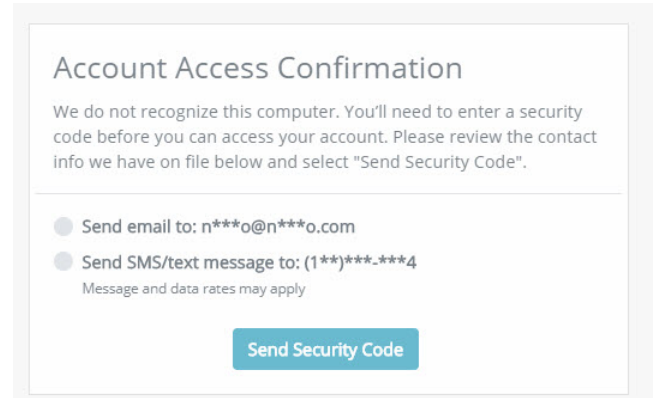 Account Access Confirmation
We do not recognize this computer. You'll need to enter a security
code before you can access your account. Please review the contact
info we have on file below and select "Send Security Code".
Send email to: n***o@n***o.com
Send SMS/text message to: (1**)***-***4
Message and data rates may apply
Send Security Code